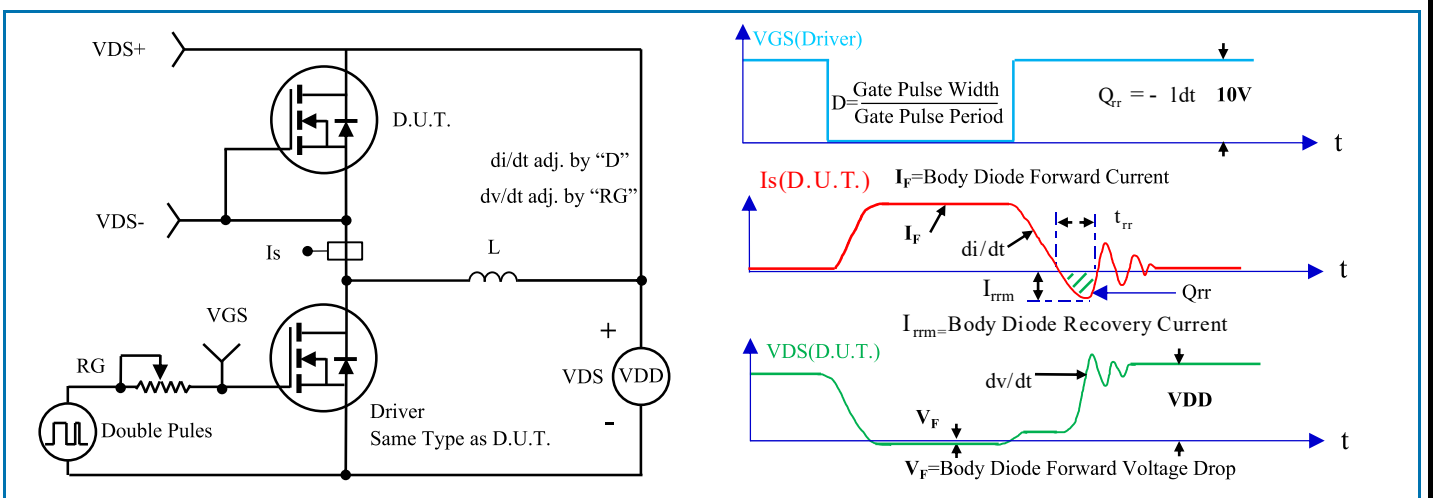 VDS+
D.U.T.
di/dt adj. by “D”
dv/dt adj. by “RG”
VDS-
Is
L
VGS
RG
+
VDS
VDD
-
Driver
Same Type as D.U.T.
Double Pules
VGS(Driver)
D=Gate Pulse Width
Gate Pulse Period
Qrr = - ldt
10V
t
Is(D.U.T.)
IF=Body Diode Forward Current
IF
di/dt
trr
t
Irrm
Qrr
Irrm=Body Diode Recovery Current
VDS(D.U.T.)
dv/dt
VDD
VF
t
VF=Body Diode Forward Voltage Drop